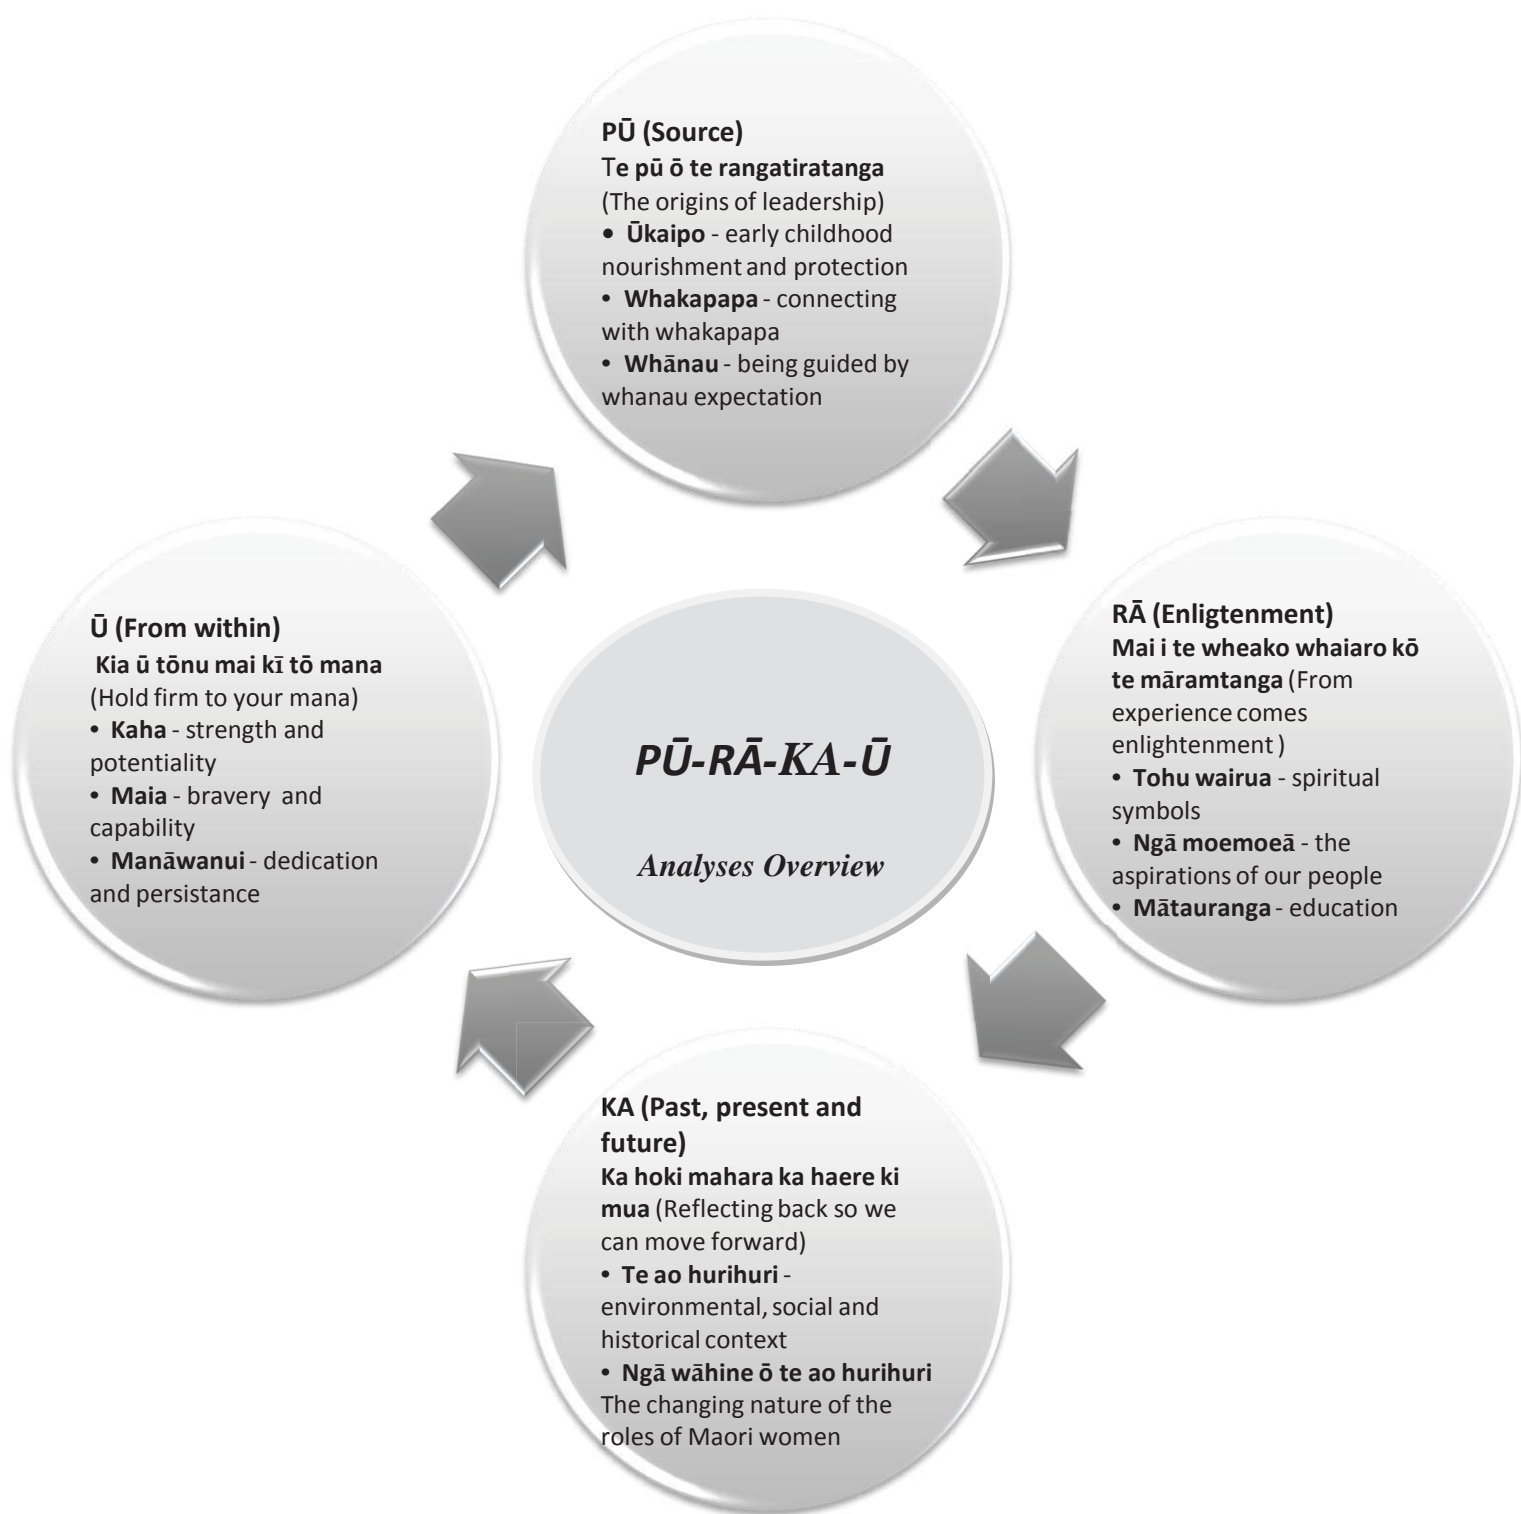 PŪ (Source)
Te pū ō te rangatiratanga
(The origins of leadership)
• Ūkaipo - early childhood
nourishment and protection
• Whakapapa - connecting
with whakapapa
• Whānau - being guided by
whanau expectation
RĀ (Enligtenment)
Mai i te wheako whaiaro kō
te māramtanga (From
experience comes
enlightenment )
• Tohu wairua - spiritual
symbols
• Ngā moemoeā - the
aspirations of our people
• Mātauranga - education
KA (Past, present and
future)
Ka hoki mahara ka haere ki
mua (Reflecting back so we
can move forward)
• Te ao hurihuri -
environmental, social and
historical context
• Ngā wāhine ō te ao hurihuri
The changing nature of the
roles of Maori women
Ū (From within)
Kia ū tōnu mai kī tō mana
(Hold firm to your mana)
• Kaha - strength and
potentiality
• Maia - bravery and
capability
• Manāwanui - dedication
and persistance
PŪ-RĀ-KA-Ū
Analyses Overview